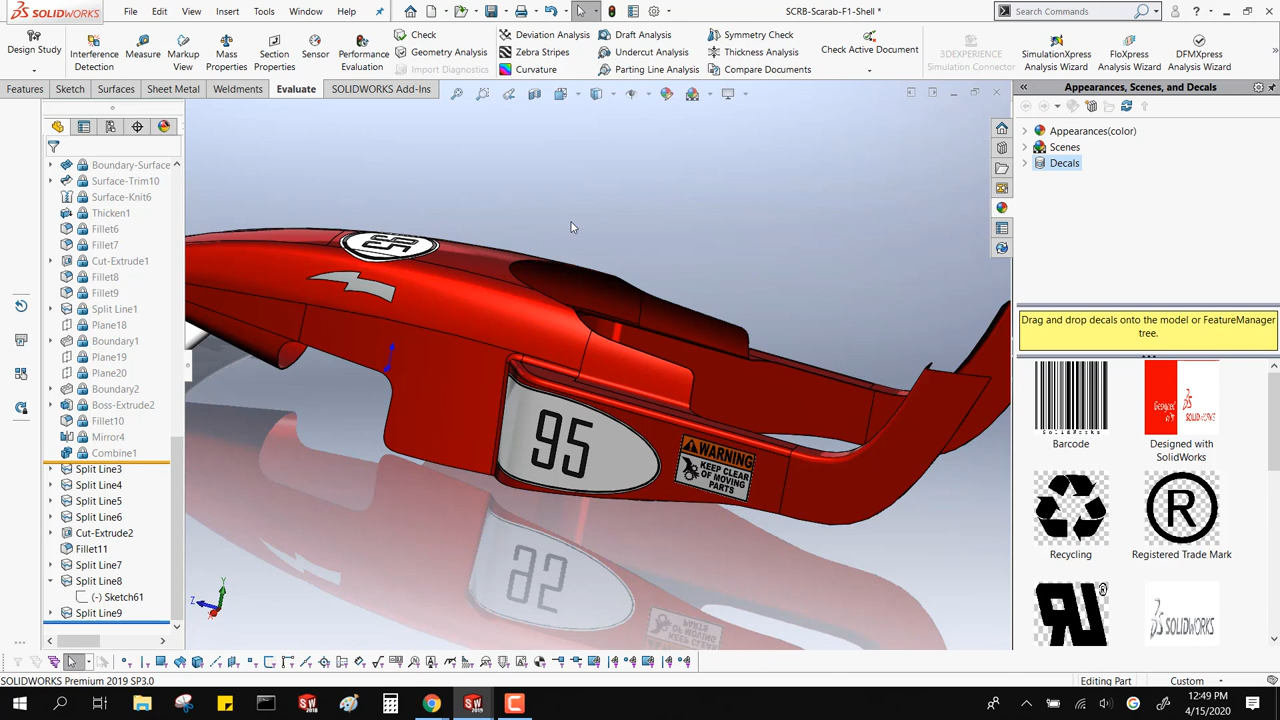 SOLIDWORKS File Edit View Insert Tools Window Help SCRB-Scarab-F1-Shell * Search Commands
Design Study
Interference Detection
Measure
Markup View
Mass Properties
Section Properties
Sensor
Performance Evaluation
Check
Geometry Analysis
Import Diagnostics
Deviation Analysis
Zebra Stripes
Curvature
Draft Analysis
Undercut Analysis
Parting Line Analysis
Symmetry Check
Thickness Analysis
Compare Documents
Check Active Document
3DEXPERIENCE Simulation Connector
SimulationXpress Analysis Wizard
FloXpress Analysis Wizard
DFMXpress Analysis Wizard
Features Sketch Surfaces Sheet Metal Weldments Evaluate SOLIDWORKS Add-Ins
Boundary-Surface
Surface-Trim10
Surface-Knit6
Thicken1
Fillet6
Fillet7
Cut-Extrude1
Fillet8
Fillet9
Split Line1
Plane18
Boundary1
Plane19
Plane20
Boundary2
Boss-Extrude2
Fillet10
Mirror4
Combine1
Split Line3
Split Line4
Split Line5
Split Line6
Cut-Extrude2
Fillet11
Split Line7
Split Line8
(-) Sketch61
Split Line9
95
95
WARNING
KEEP CLEAR
OF MOVING
PARTS
Y
Z
X
Appearances, Scenes, and Decals
Appearances(color)
Scenes
Decals
Drag and drop decals onto the model or FeatureManager
tree.
SolidWorks
Barcode
Designed with
SolidWorks
Recycling
R
Registered Trade Mark
SOLIDWORKS
SOLIDWORKS Premium 2019 SP3.0 Editing Part Custom
12:49 PM
4/15/2020